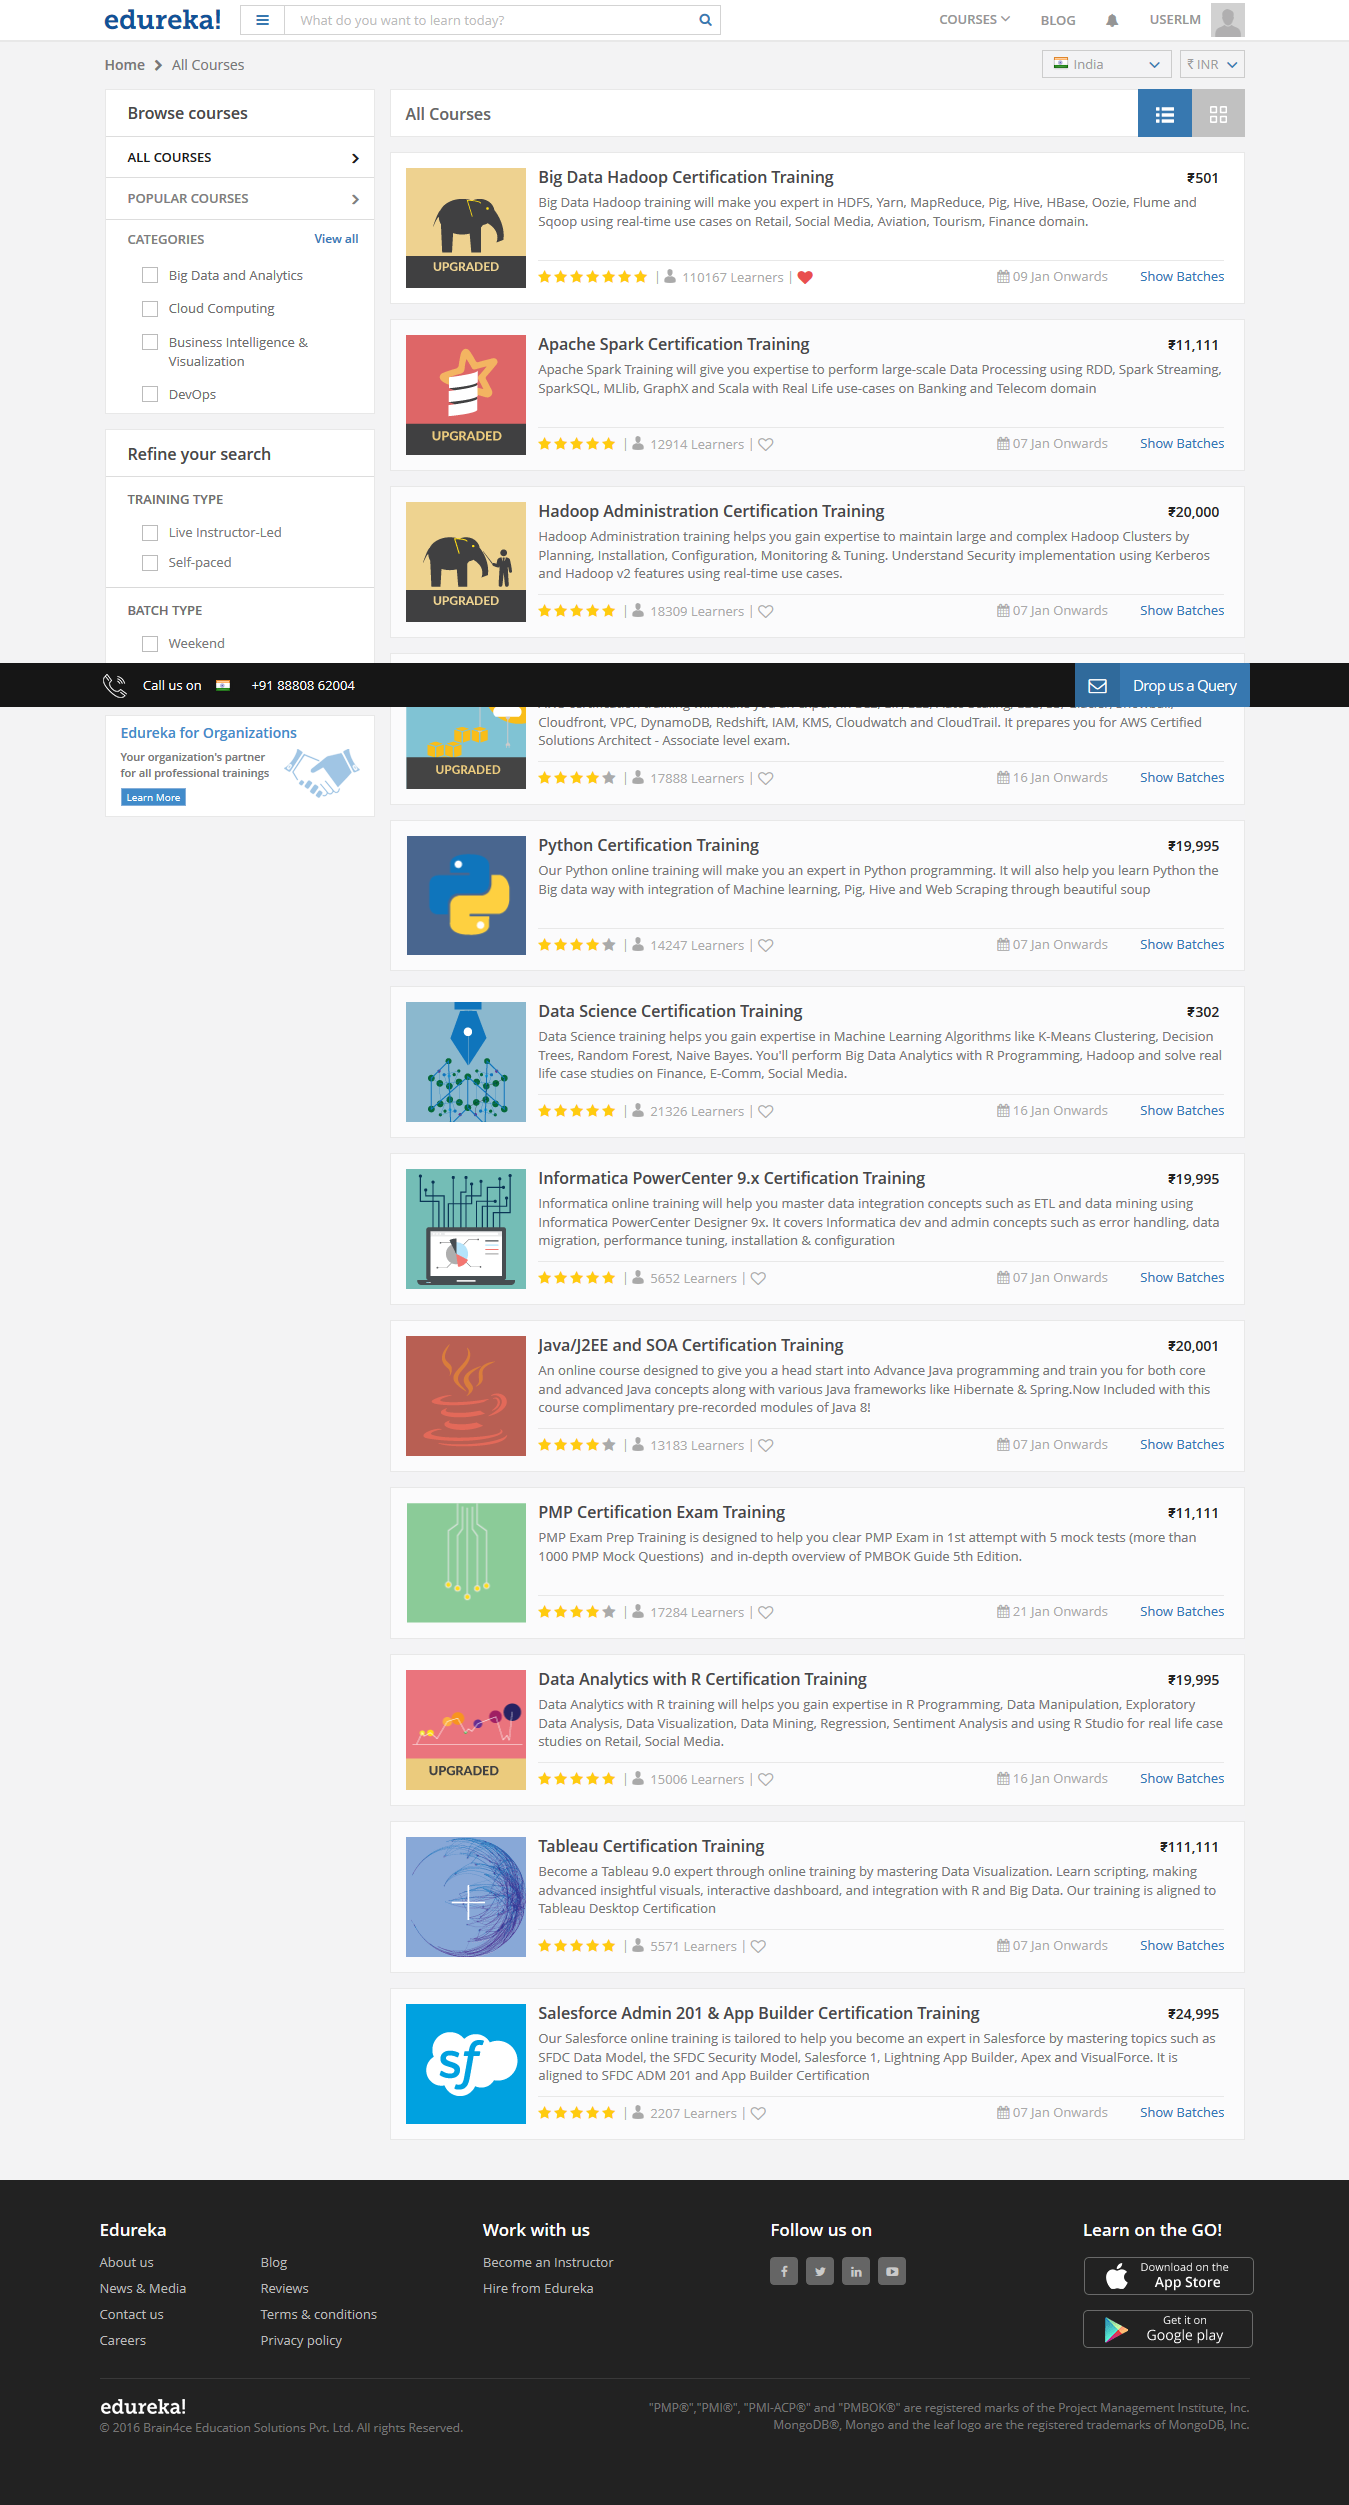 edureka!
What do you want to learn today?
COURSES
BLOG
USERLM
Home
All Courses
India
₹ INR
Browse courses
ALL COURSES
POPULAR COURSES
CATEGORIES
View all
Big Data and Analytics
Cloud Computing
Business Intelligence &
Visualization
DevOps
Refine your search
TRAINING TYPE
Live Instructor-Led
Self-paced
BATCH TYPE
Weekend
Call us on
+91 88808 62004
Drop us a Query
Edureka for Organizations
Your organization's partner
for all professional trainings
Learn More
All Courses
UPGRADED
Big Data Hadoop Certification Training
₹501
Big Data Hadoop training will make you expert in HDFS, Yarn, MapReduce, Pig, Hive, HBase, Oozie, Flume and
Sqoop using real-time use cases on Retail, Social Media, Aviation, Tourism, Finance domain.
| 110167 Learners |
09 Jan Onwards
Show Batches
UPGRADED
Apache Spark Certification Training
₹11,111
Apache Spark Training will give you expertise to perform large-scale Data Processing using RDD, Spark Streaming,
SparkSQL, MLlib, GraphX and Scala with Real Life use-cases on Banking and Telecom domain
| 12914 Learners |
07 Jan Onwards
Show Batches
UPGRADED
Hadoop Administration Certification Training
₹20,000
Hadoop Administration training helps you gain expertise to maintain large and complex Hadoop Clusters by
Planning, Installation, Configuration, Monitoring & Tuning. Understand Security implementation using Kerberos
and Hadoop v2 features using real-time use cases.
| 18309 Learners |
07 Jan Onwards
Show Batches
UPGRADED
Cloudfront, VPC, DynamoDB, Redshift, IAM, KMS, Cloudwatch and CloudTrail. It prepares you for AWS Certified
Solutions Architect - Associate level exam.
| 17888 Learners |
16 Jan Onwards
Show Batches
Python Certification Training
₹19,995
Our Python online training will make you an expert in Python programming. It will also help you learn Python the
Big data way with integration of Machine learning, Pig, Hive and Web Scraping through beautiful soup
| 14247 Learners |
07 Jan Onwards
Show Batches
Data Science Certification Training
₹302
Data Science training helps you gain expertise in Machine Learning Algorithms like K-Means Clustering, Decision
Trees, Random Forest, Naive Bayes. You'll perform Big Data Analytics with R Programming, Hadoop and solve real
life case studies on Finance, E-Comm, Social Media.
| 21326 Learners |
16 Jan Onwards
Show Batches
Informatica PowerCenter 9.x Certification Training
₹19,995
Informatica online training will help you master data integration concepts such as ETL and data mining using
Informatica PowerCenter Designer 9x. It covers Informatica dev and admin concepts such as error handling, data
migration, performance tuning, installation & configuration
| 5652 Learners |
07 Jan Onwards
Show Batches
Java/J2EE and SOA Certification Training
₹20,001
An online course designed to give you a head start into Advance Java programming and train you for both core
and advanced Java concepts along with various Java frameworks like Hibernate & Spring.Now Included with this
course complimentary pre-recorded modules of Java 8!
| 13183 Learners |
07 Jan Onwards
Show Batches
PMP Certification Exam Training
₹11,111
PMP Exam Prep Training is designed to help you clear PMP Exam in 1st attempt with 5 mock tests (more than
1000 PMP Mock Questions)  and in-depth overview of PMBOK Guide 5th Edition.
| 17284 Learners |
21 Jan Onwards
Show Batches
UPGRADED
Data Analytics with R Certification Training
₹19,995
Data Analytics with R training will helps you gain expertise in R Programming, Data Manipulation, Exploratory
Data Analysis, Data Visualization, Data Mining, Regression, Sentiment Analysis and using R Studio for real life case
studies on Retail, Social Media.
| 15006 Learners |
16 Jan Onwards
Show Batches
Tableau Certification Training
₹111,111
Become a Tableau 9.0 expert through online training by mastering Data Visualization. Learn scripting, making
advanced insightful visuals, interactive dashboard, and integration with R and Big Data. Our training is aligned to
Tableau Desktop Certification
| 5571 Learners |
07 Jan Onwards
Show Batches
sf
Salesforce Admin 201 & App Builder Certification Training
₹24,995
Our Salesforce online training is tailored to help you become an expert in Salesforce by mastering topics such as
SFDC Data Model, the SFDC Security Model, Salesforce 1, Lightning App Builder, Apex and VisualForce. It is
aligned to SFDC ADM 201 and App Builder Certification
| 2207 Learners |
07 Jan Onwards
Show Batches
Edureka
About us
News & Media
Contact us
Careers
Blog
Reviews
Terms & conditions
Privacy policy
Work with us
Become an Instructor
Hire from Edureka
Follow us on
Learn on the GO!
Download on the
App Store
Get it on
Google play
edureka!
© 2016 Brain4ce Education Solutions Pvt. Ltd. All rights Reserved.
"PMP®","PMI®", "PMI-ACP®" and "PMBOK®" are registered marks of the Project Management Institute, Inc.
MongoDB®, Mongo and the leaf logo are the registered trademarks of MongoDB, Inc.